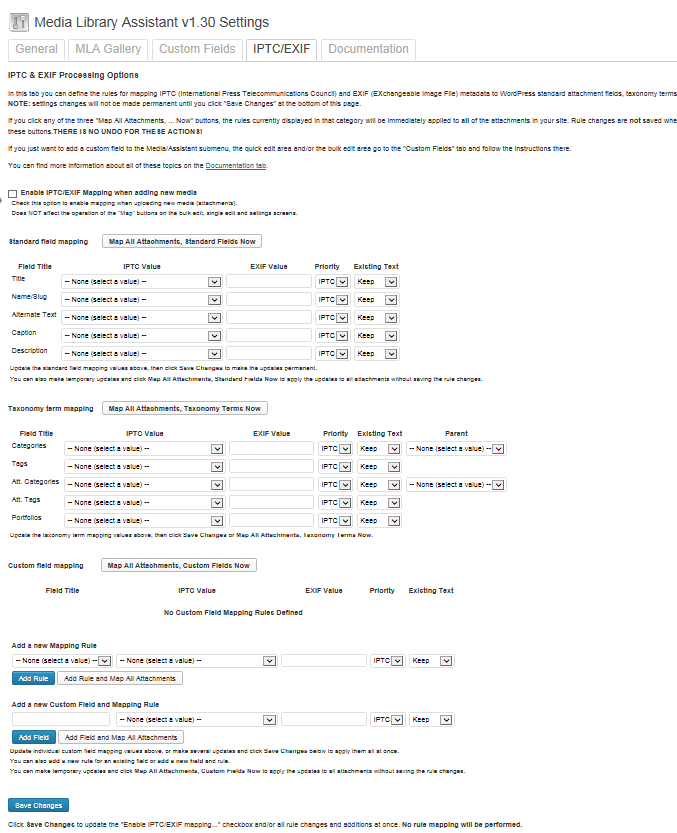 Media Library Assistant v1.30 Settings
General MLA Gallery Custom Fields IPTC/EXIF Documentation
IPTC & EXIF Processing Options
In this tab you can define the rules for mapping IPTC (International Press Telecommunications Council) and EXIF (EXchangeable Image File) metadata to WordPress standard attachment fields, taxonomy terms
NOTE: settings changes will not be made permanent until you click "Save Changes" at the bottom of this page.
If you click any of the three "Map All Attachments, ... Now" buttons, the rules currently displayed in that category will be immediately applied to all of the attachments in your site. Rule changes are not saved whe
these buttons.THERE IS NO UNDO FOR THESE ACTIONS!
If you just want to add a custom field to the Media/Assistant submenu, the quick edit area and/or the bulk edit area go to the "Custom Fields" tab and follow the instructions there.
You can find more information about all of these topics on the Documentation tab.
Enable IPTC/EXIF Mapping when adding new media
Check this option to enable mapping when uploading new media (attachments).
Does NOT affect the operation of the "Map" buttons on the bulk edit, single edit and settings screens.
Standard field mapping Map All Attachments, Standard Fields Now
Field Title IPTC Value EXIF Value Priority Existing Text
Title -- None (select a value) -- IPTC Keep
Name/Slug -- None (select a value) -- IPTC Keep
Alternate Text -- None (select a value) -- IPTC Keep
Caption -- None (select a value) -- IPTC Keep
Description -- None (select a value) -- IPTC Keep
Update the standard field mapping values above, then click Save Changes to make the updates permanent.
You can also make temporary updates and click Map All Attachments, Standard Fields Now to apply the updates to all attachments without saving the rule changes.
Taxonomy term mapping Map All Attachments, Taxonomy Terms Now
Field Title IPTC Value EXIF Value Priority Existing Text Parent
Categories -- None (select a value) -- IPTC Keep -- None (select a value) --
Tags -- None (select a value) -- IPTC Keep
Att. Categories -- None (select a value) -- IPTC Keep -- None (select a value) --
Att. Tags -- None (select a value) -- IPTC Keep
Portfolios -- None (select a value) -- IPTC Keep
Update the taxonomy term mapping values above, then click Save Changes or Map All Attachments, Taxonomy Terms Now.
Custom field mapping Map All Attachments, Custom Fields Now
Field Title IPTC Value EXIF Value Priority Existing Text
No Custom Field Mapping Rules Defined
Add a new Mapping Rule
-- None (select a value) -- -- None (select a value) -- IPTC Keep
Add Rule Add Rule and Map All Attachments
Add a new Custom Field and Mapping Rule
-- None (select a value) -- IPTC Keep
Add Field Add Field and Map All Attachments
Update individual custom field mapping values above, or make several updates and click Save Changes below to apply them all at once.
You can also add a new rule for an existing field or add a new field and rule.
You can make temporary updates and click Map All Attachments, Custom Fields Now to apply the updates to all attachments without saving the rule changes.
Save Changes
Click Save Changes to update the "Enable IPTC/EXIF mapping..." checkbox and/or all rule changes and additions at once. No rule mapping will be performed.